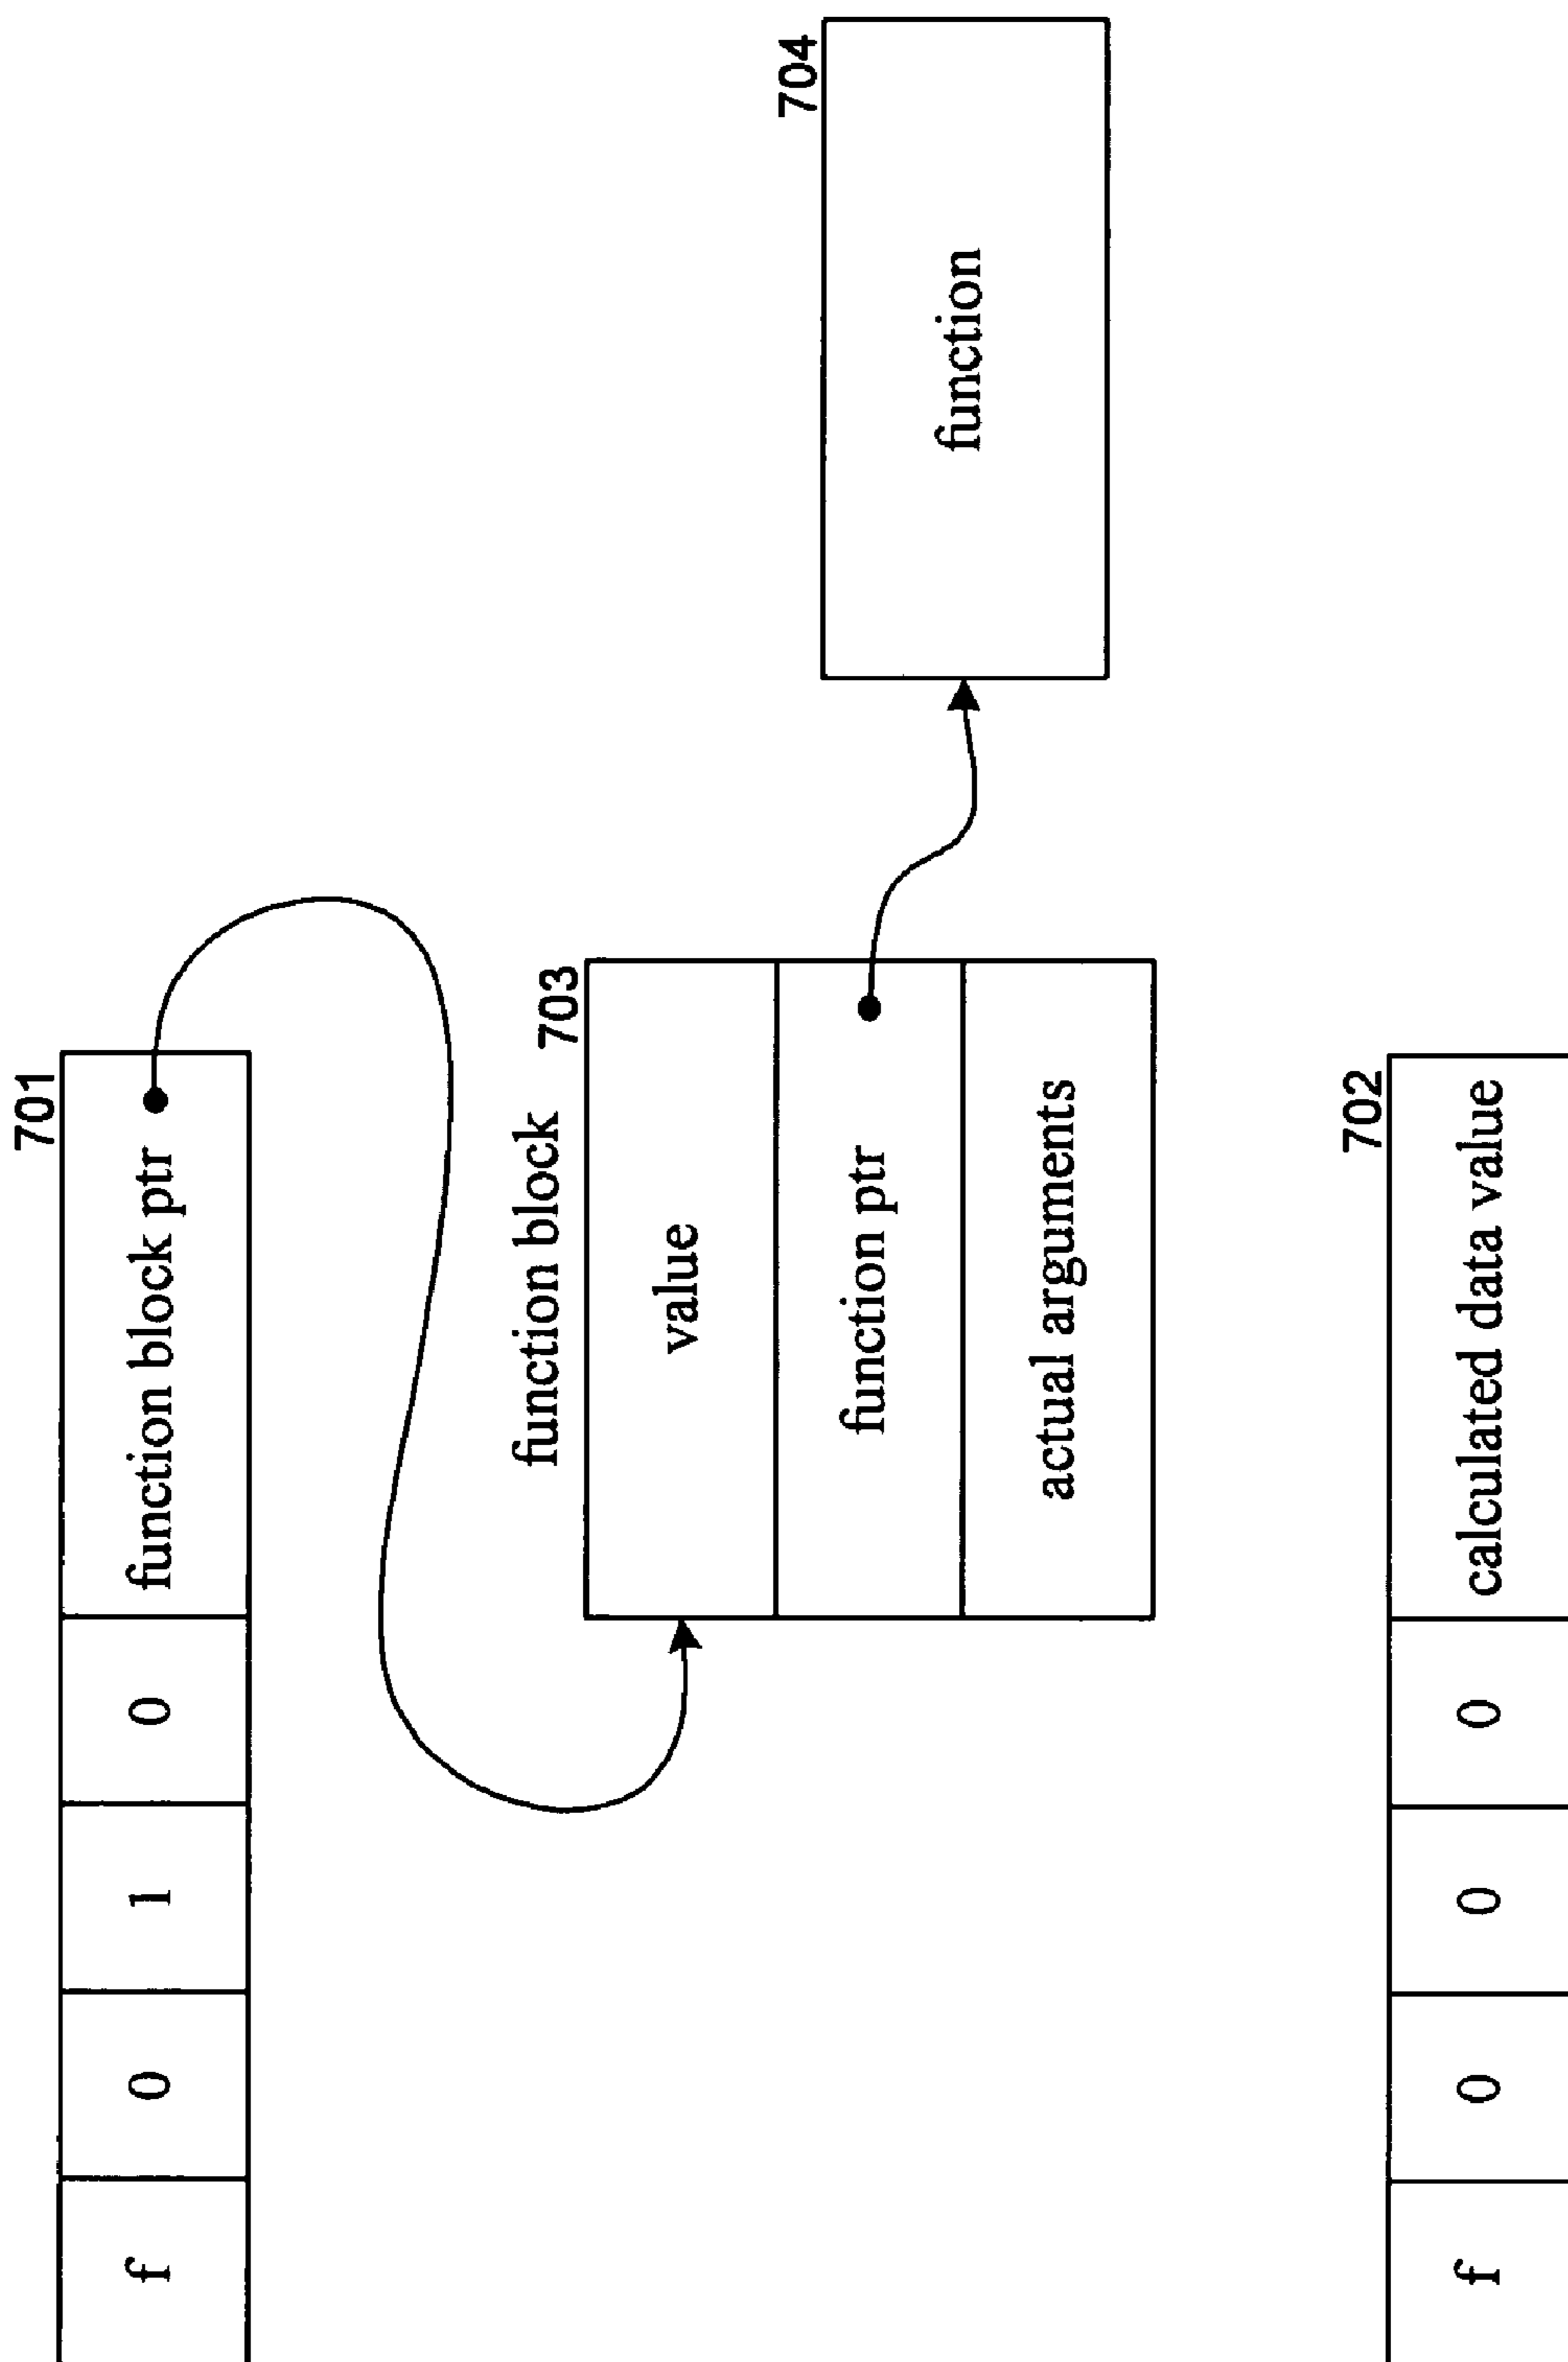 701
f 0 1 0 function block ptr
function block 703
value
function ptr
actual arguments
704
function
702
f 0 0 0 calculated data value